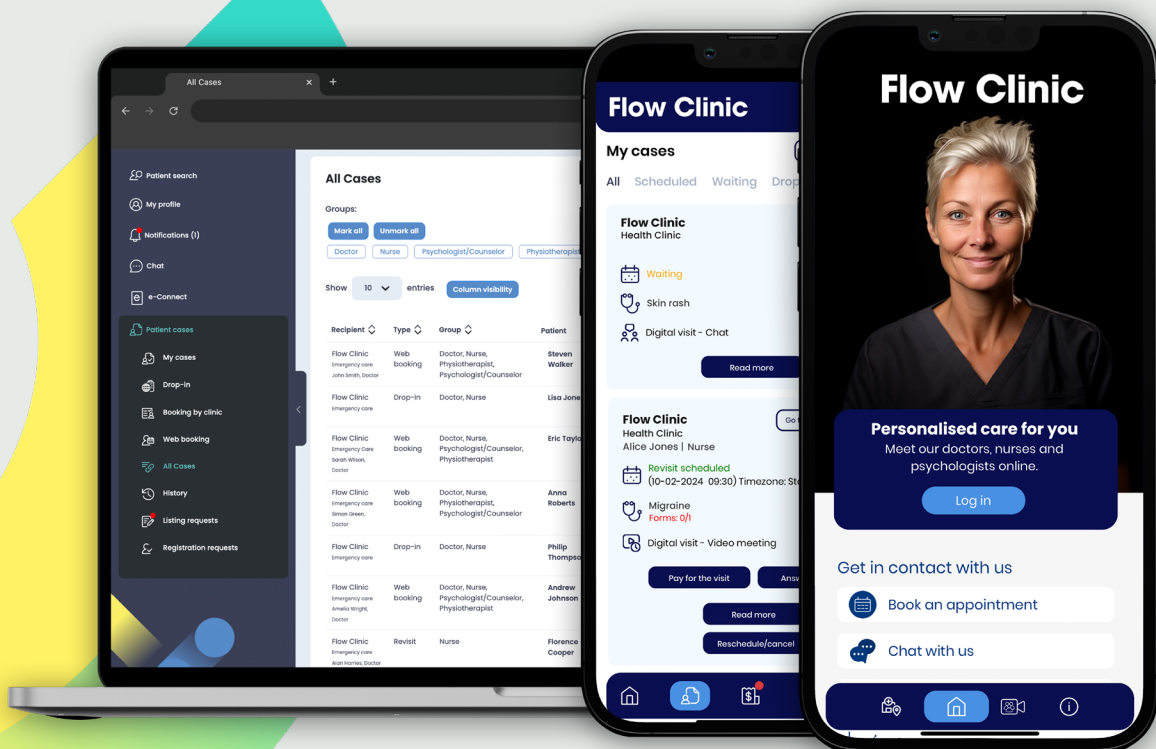 All Cases
Patient search
My profile
Notifications (1)
Chat
e-Connect
Patient cases
My cases
Drop-in
Booking by clinic
Web booking
All Cases
History
Listing requests
Registration requests
All Cases
Groups:
Mark all Unmark all
Doctor Nurse Psychologist/Counselor Physiotherapist
Show 10 entries Column visibility
Recipient Type Group Patient
Flow Clinic Web Doctor, Nurse, Steven
Emergency care booking Physiotherapist, Walker
John Smith, Doctor Psychologist/Counselor
Flow Clinic Drop-in Doctor, Nurse Lisa Jone
Emergency care
Flow Clinic Web Doctor, Nurse, Eric Taylo
Emergency Care booking Psychologist/Counselor,
Sarah Wilson, Physiotherapist
Doctor
Flow Clinic Web Doctor, Nurse, Anna
Emergency care booking Physiotherapist, Roberts
Simon Green, Psychologist/Counselor
Doctor
Flow Clinic Drop-in Doctor, Nurse Philip
Emergency care Thompso
Flow Clinic Web Doctor, Nurse, Andrew
Emergency care booking Psychologist/Counselor, Johnson
Amelia Wright, Physiotherapist
Doctor
Flow Clinic Revisit Nurse Florence
Emergency care Cooper
Alan Harries, Doctor
Flow Clinic
My cases
All Scheduled Waiting Drop
Flow Clinic
Health Clinic
Waiting
Skin rash
Digital visit - Chat
Read more
Flow Clinic
Health Clinic
Alice Jones | Nurse
Go
Revisit scheduled
(10-02-2024 09:30) Timezone: St
Migraine
Forms: 0/1
Digital visit - Video meeting
Pay for the visit Answ
Read more
Reschedule/cancel
Flow Clinic
Personalised care for you
Meet our doctors, nurses and
psychologists online.
Log in
Get in contact with us
Book an appointment
Chat with us